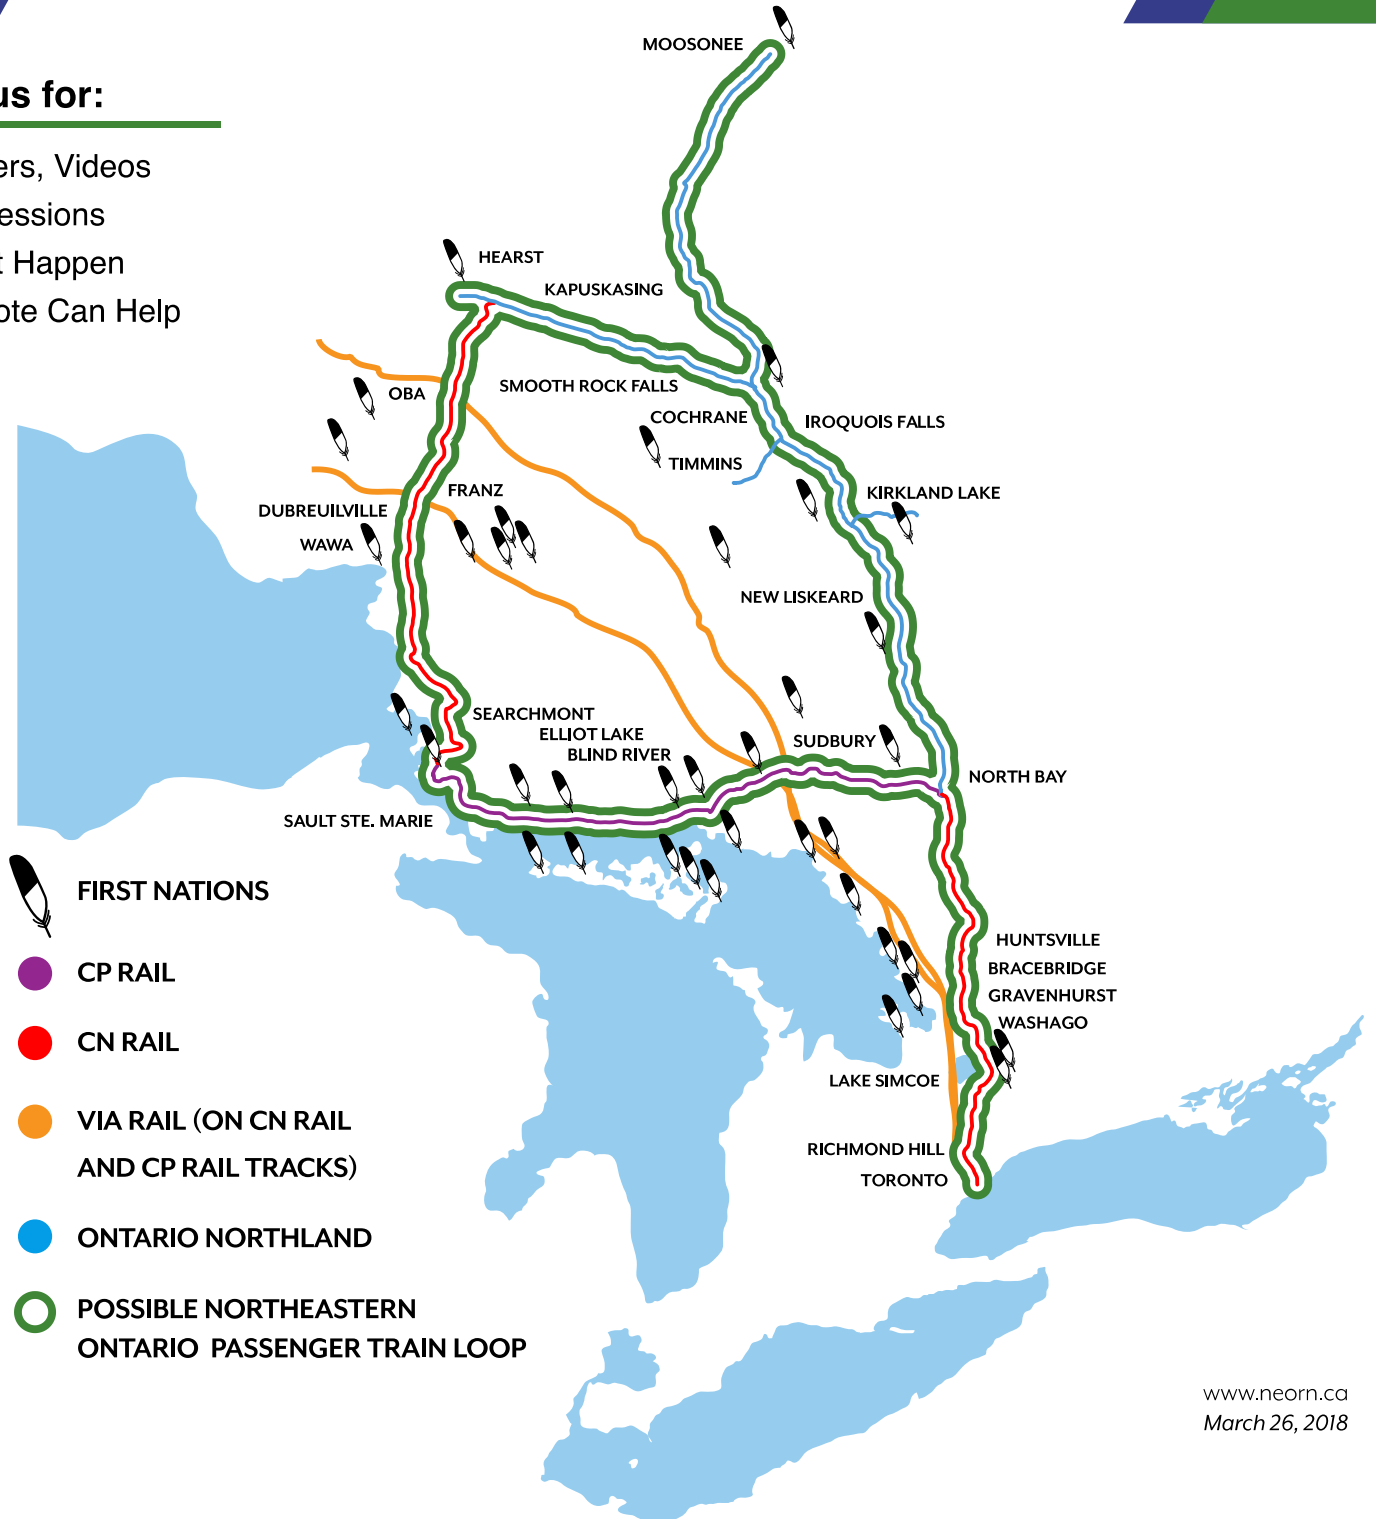 us for:
ers, Videos
essions
t Happen
ote Can Help
MOOSONEE
HEARST
KAPUSKASING
OBA
SMOOTH ROCK FALLS
COCHRANE
IROQUOIS FALLS
TIMMINS
FRANZ
KIRKLAND LAKE
DUBREUILVILLE
WAWA
NEW LISKEARD
SEARCHMONT
ELLIOT LAKE
BLIND RIVER
SUDBURY
NORTH BAY
SAULT STE. MARIE
FIRST NATIONS
CP RAIL
CN RAIL
VIA RAIL (ON CN RAIL
AND CP RAIL TRACKS)
ONTARIO NORTHLAND
POSSIBLE NORTHEASTERN
ONTARIO PASSENGER TRAIN LOOP
HUNTSVILLE
BRACEBRIDGE
GRAVENHURST
WASHAGO
LAKE SIMCOE
RICHMOND HILL
TORONTO
www.neorn.ca
March 26, 2018